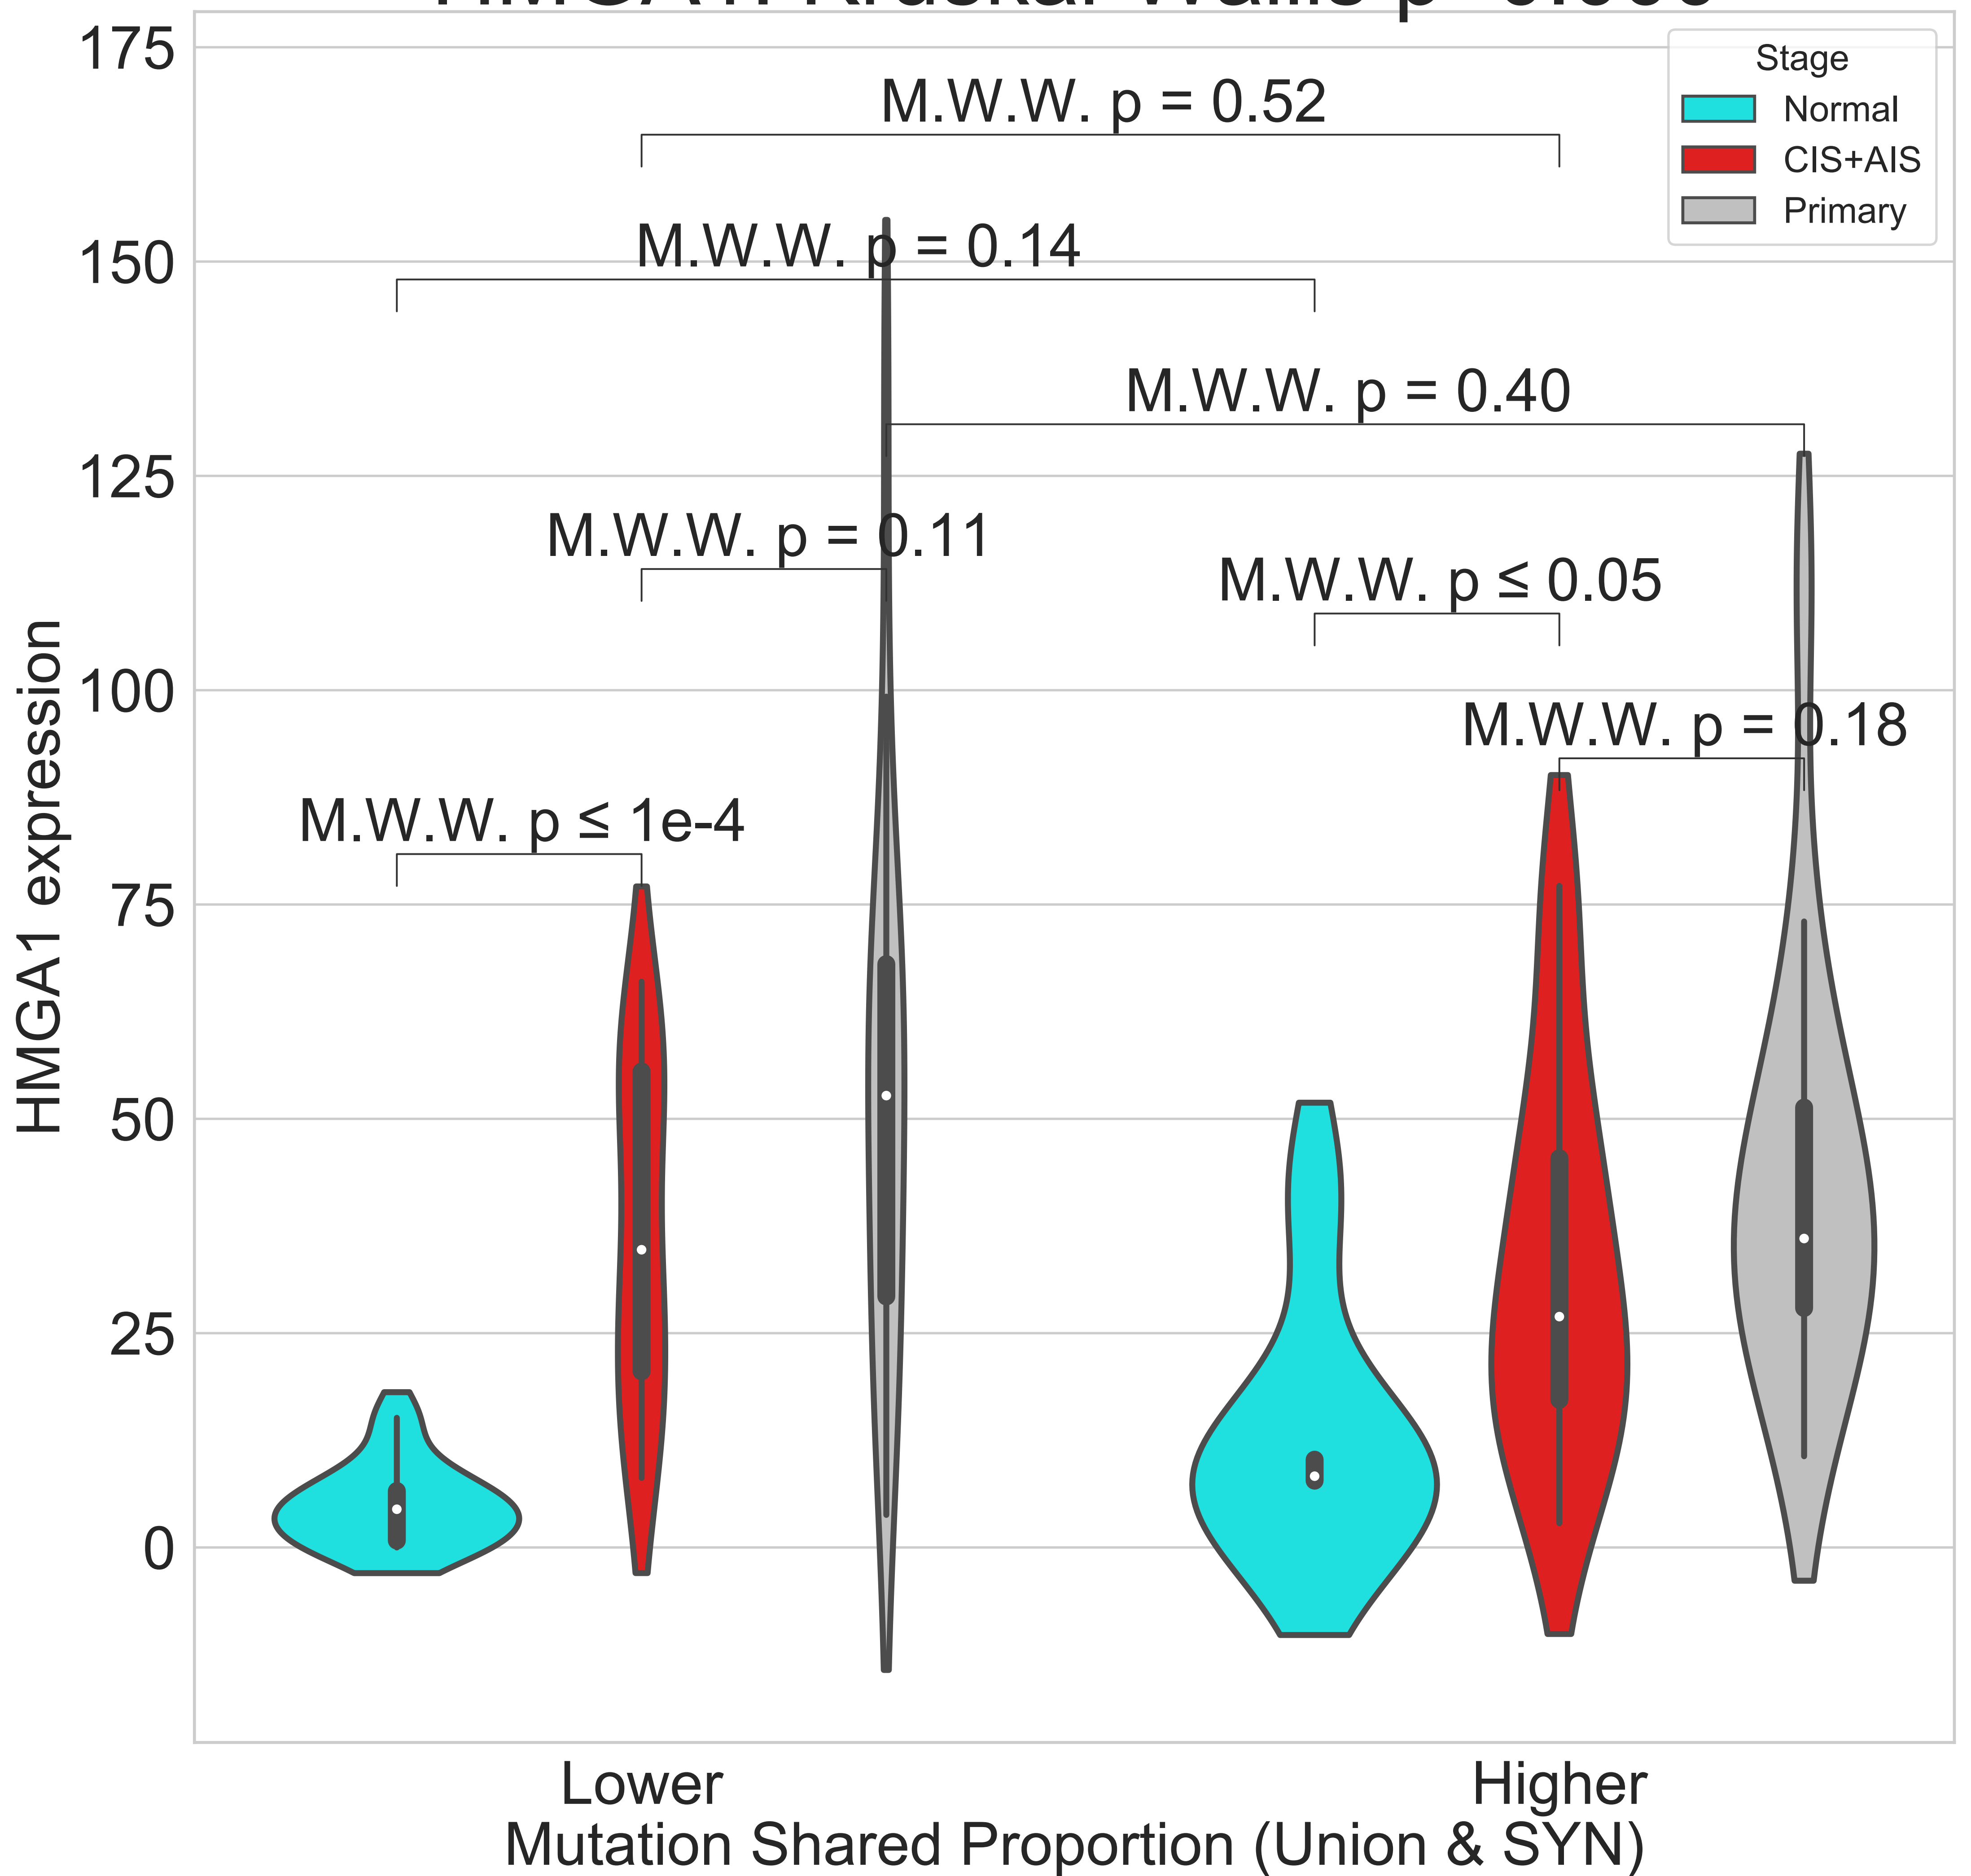 175
Stage
Normal
CIS+AIS
Primary
M.W.W. p = 0.52
150
M.W.W. p = 0.14
M.W.W. p = 0.40
125
M.W.W. p = 0.11
M.W.W. p ≤ 0.05
100
M.W.W. p = 0.18
M.W.W. p ≤ 1e-4
75
50
25
0
HMGA1 expression
Lower
Higher
Mutation Shared Proportion (Union & SYN)